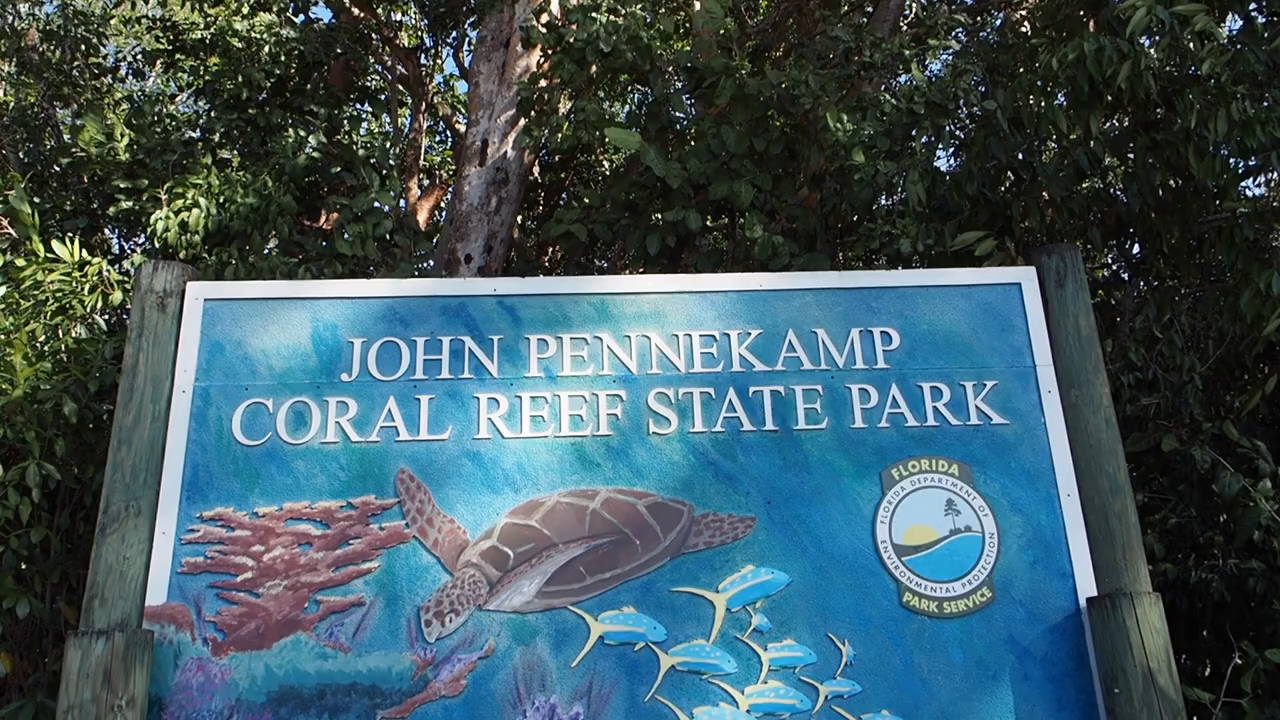 JOHN PENNEKAMP
CORAL REEF STATE PARK
FLORIDA
FLORIDA DEPARTMENT OF
ENVIRONMENTAL PROTECTION
PARK SERVICE